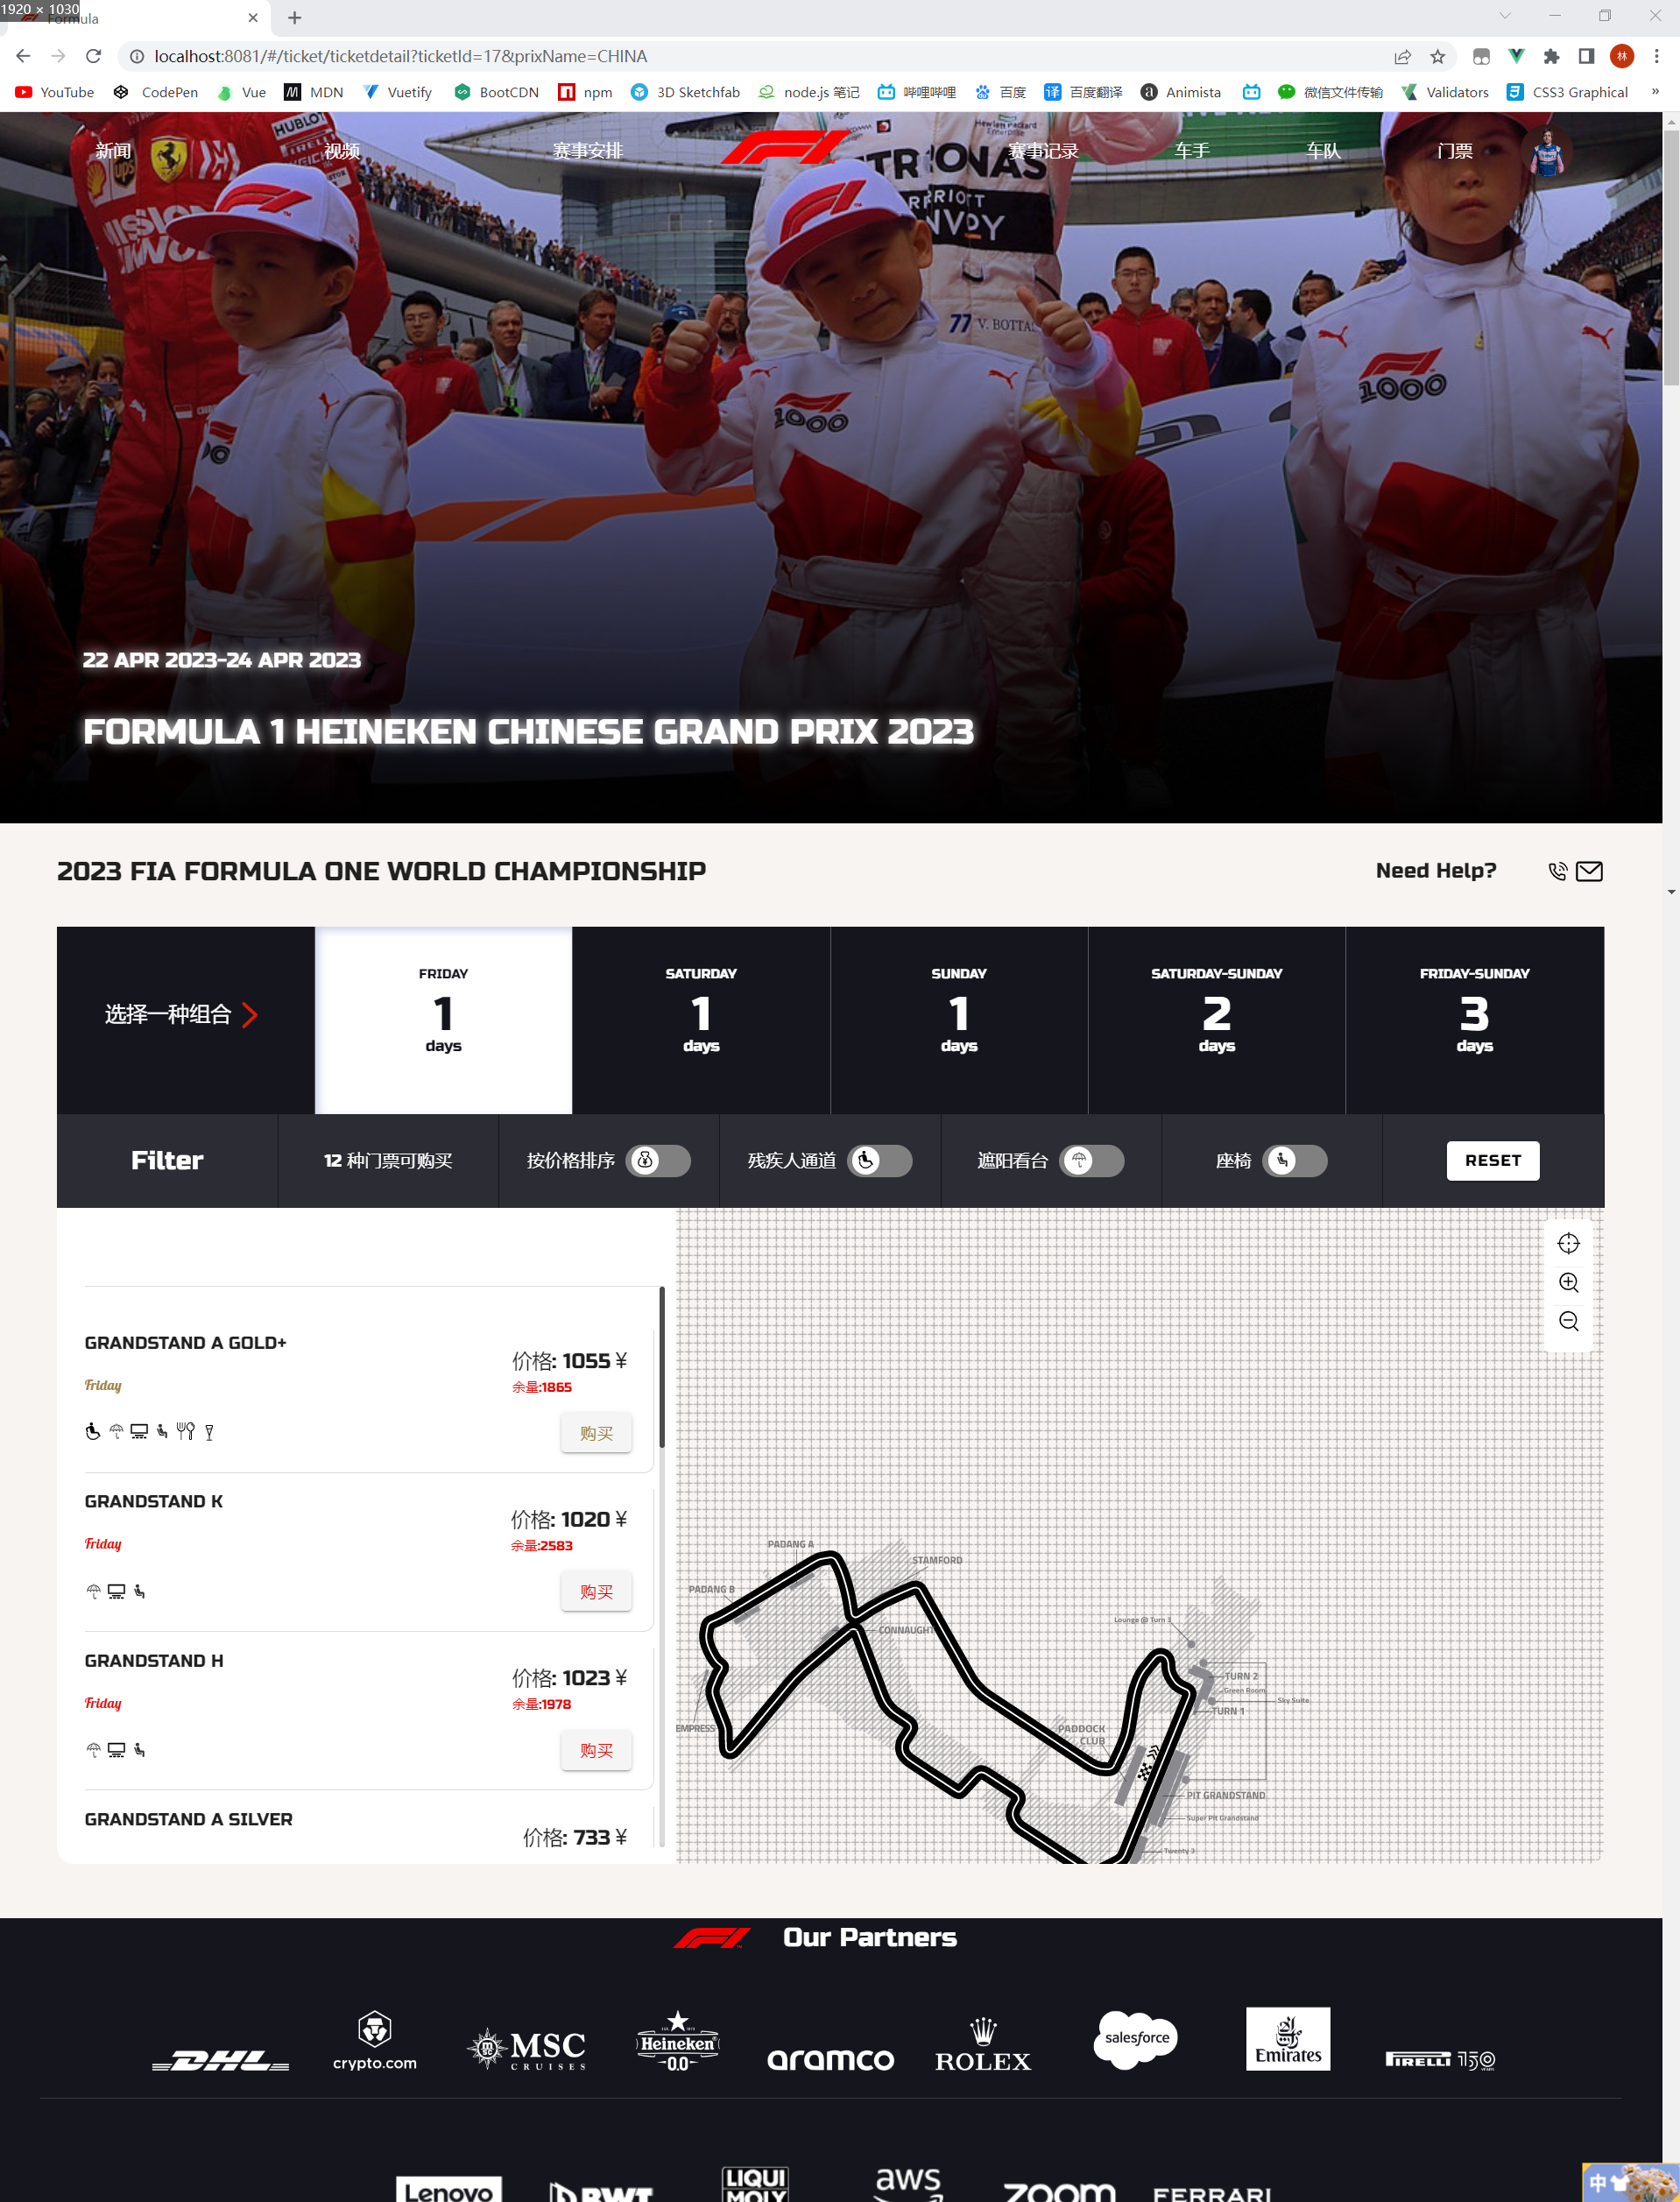 1920 × 1030
Formula
localhost:8081/#/ticket/ticketdetail?ticketId=17&prixName=CHINA
YouTube CodePen Vue MDN Vuetify BootCDN npm 3D Sketchfab node.js 笔记 哔哩哔哩 百度 百度翻译 Animista 微信文件传输 Validators CSS3 Graphical »
新闻 视频 赛事安排 赛事记录 车手 车队 门票
HUBLOT
MISSION
77 V. BOTTAS
1000
1000
22 APR 2023-24 APR 2023
FORMULA 1 HEINEKEN CHINESE GRAND PRIX 2023
2023 FIA FORMULA ONE WORLD CHAMPIONSHIP
Need Help?
选择一种组合
FRIDAY
1
days
SATURDAY
1
days
SUNDAY
1
days
SATURDAY-SUNDAY
2
days
FRIDAY-SUNDAY
3
days
Filter
12 种门票可购买
按价格排序
残疾人通道
遮阳看台
座椅
RESET
GRANDSTAND A GOLD+
价格: 1055 ¥
Friday
余量:1865
购买
GRANDSTAND K
价格: 1020 ¥
Friday
余量:2583
购买
GRANDSTAND H
价格: 1023 ¥
Friday
余量:1978
购买
GRANDSTAND A SILVER
价格: 733 ¥
PADANG A
STAMFORD
PADANG B
CONNAUGHT
Lounge @ Turn 3
TURN 2
Green Room
Sky Suite
TURN 1
EMPRESS
PADDOCK
CLUB
PIT GRANDSTAND
Super Pit Grandstand
Twenty 3
Our Partners
DHL
crypto.com
MSC
CRUISES
Heineken
0.0
aramco
ROLEX
salesforce
Emirates
PIRELLI 150
Lenovo
BWT
LIQUI
MOLY
aws
zoom
FERRARI
中